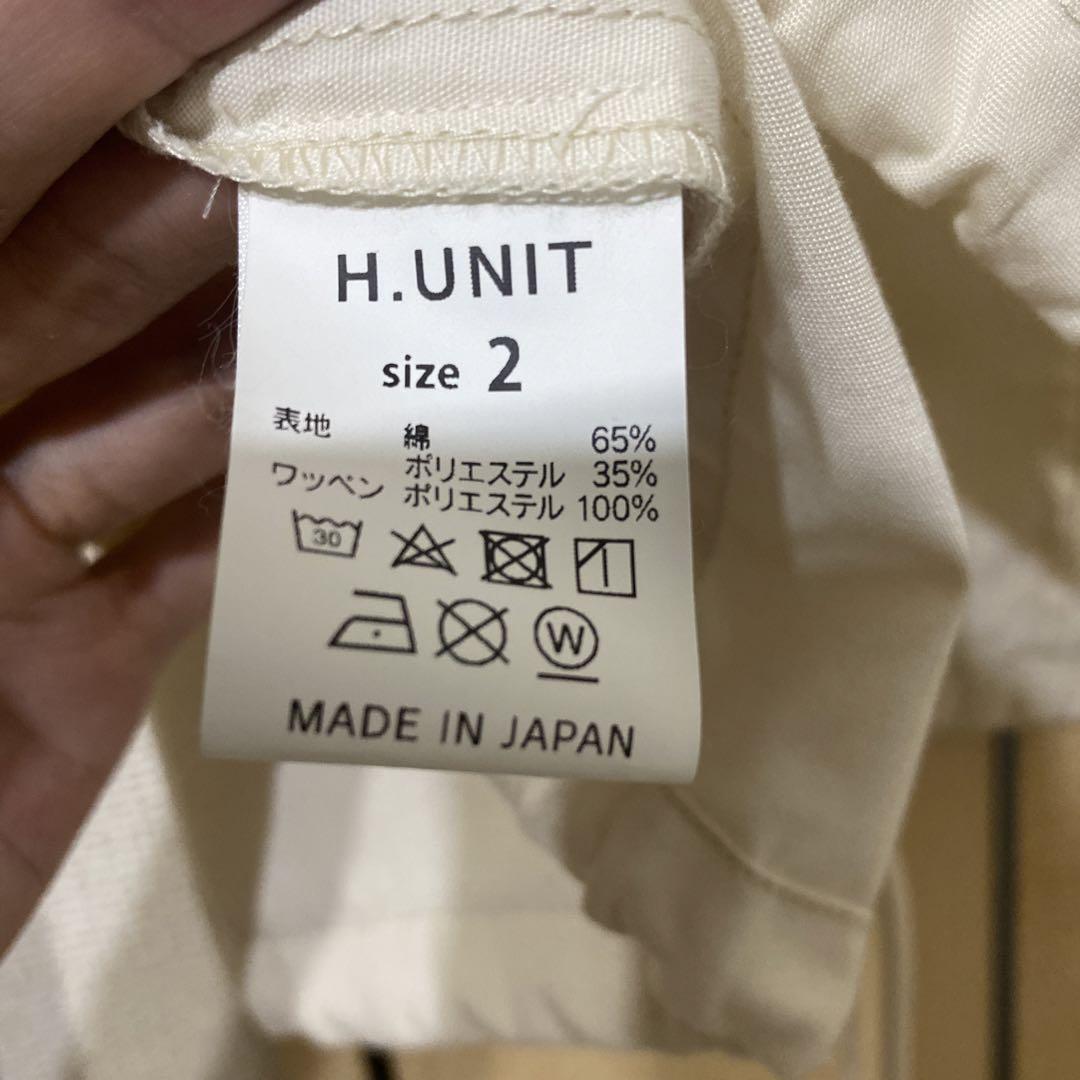 H.UNIT
size 2
表地 綿 65%
ポリエステル 35%
ワッペン ポリエステル 100%
30
W
MADE IN JAPAN